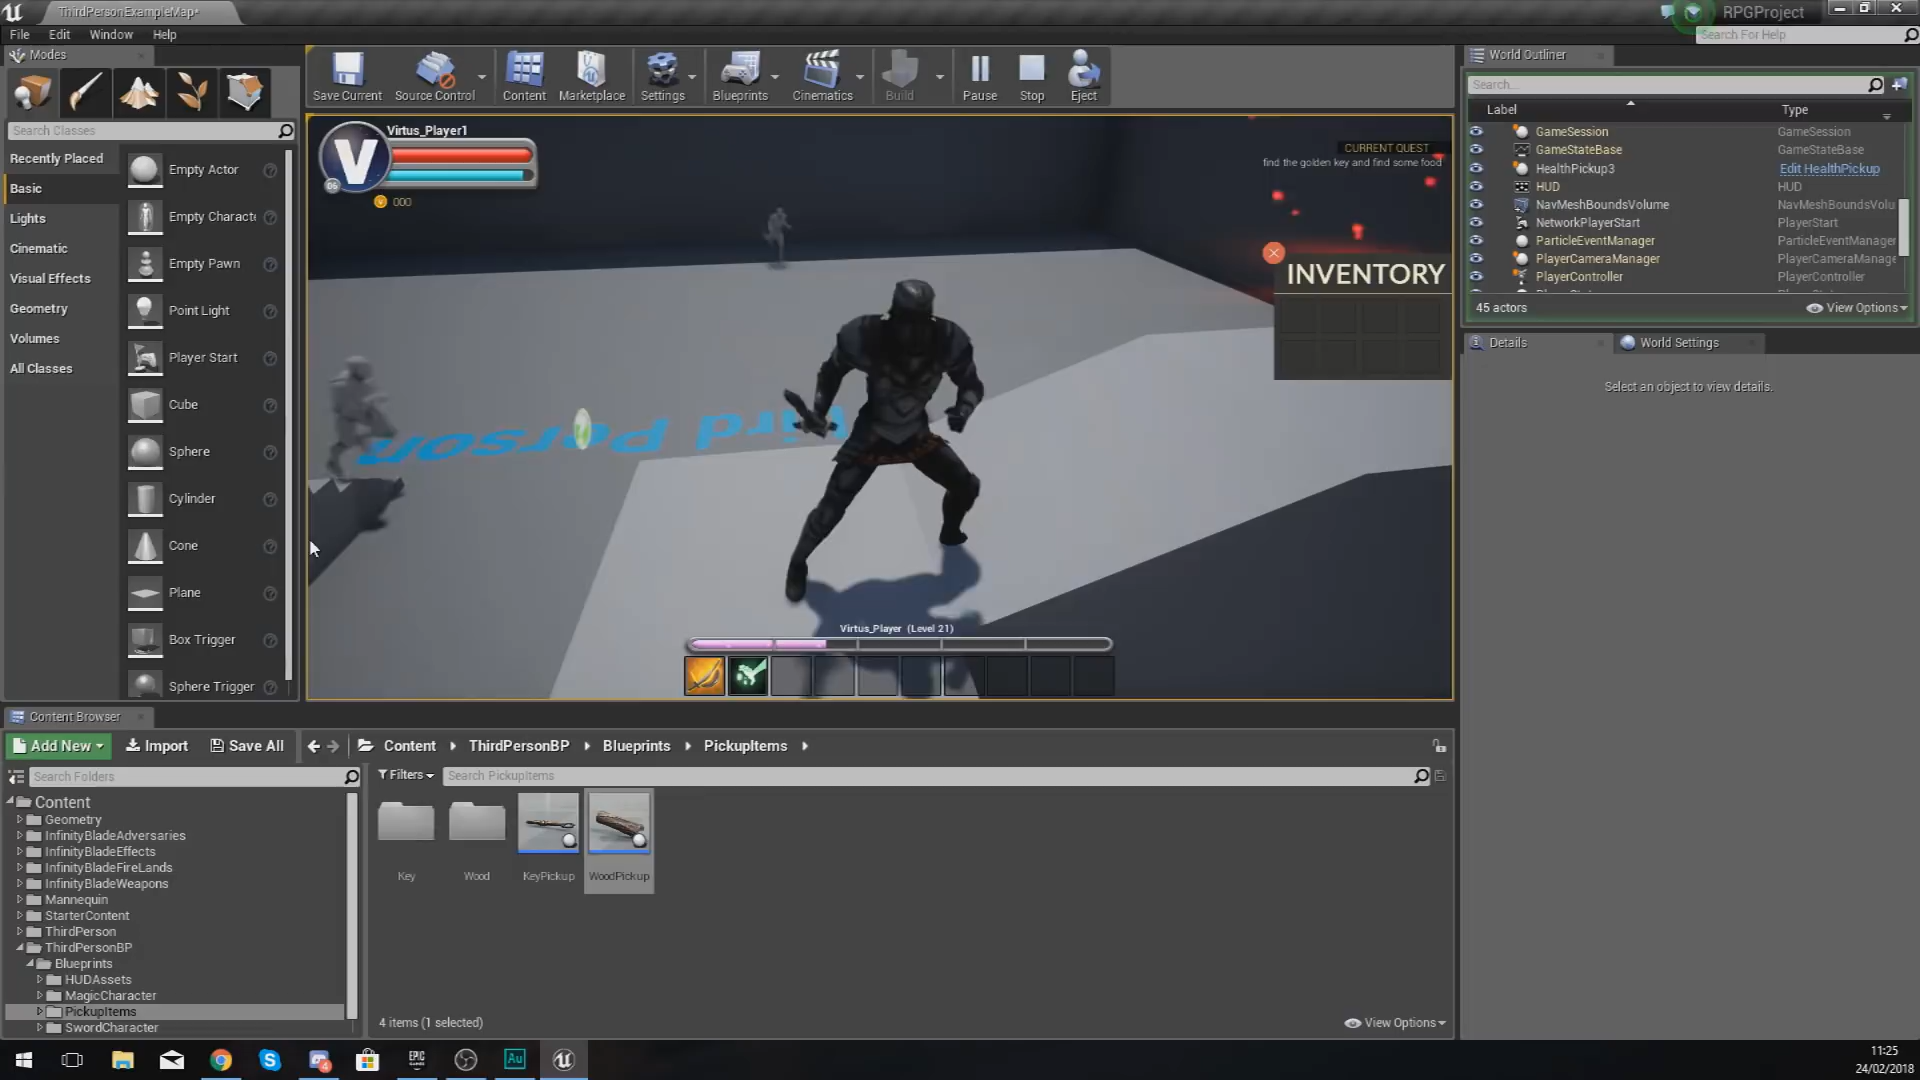 ThirdPersonExampleMap*
RPGProject
File Edit Window Help
Search For Help
Modes
Search Classes
Recently Placed
Basic
Lights
Cinematic
Visual Effects
Geometry
Volumes
All Classes
Empty Actor
Empty Charact
Empty Pawn
Point Light
Player Start
Cube
Sphere
Cylinder
Cone
Plane
Box Trigger
Sphere Trigger
Save Current Source Control Content Marketplace Settings Blueprints Cinematics Build Pause Stop Eject
Virtus_Player1
V
000
CURRENT QUEST
find the golden key and find some food
INVENTORY
Third Person
Virtus_Player (Level 21)
World Outliner
Search...
Label Type
GameSession GameSession
GameStateBase GameStateBase
HealthPickup3 Edit HealthPickup
HUD HUD
NavMeshBoundsVolume NavMeshBoundsVolu
NetworkPlayerStart PlayerStart
ParticleEventManager ParticleEventManager
PlayerCameraManager PlayerCameraManage
PlayerController PlayerController
45 actors View Options
Details World Settings
Select an object to view details.
Content Browser
Add New Import Save All Content ThirdPersonBP Blueprints PickupItems
Search Folders
Filters Search PickupItems
Content
Geometry
InfinityBladeAdversaries
InfinityBladeEffects
InfinityBladeFireLands
InfinityBladeWeapons
Mannequin
StarterContent
ThirdPerson
ThirdPersonBP
Blueprints
HUDAssets
MagicCharacter
PickupItems
SwordCharacter
Key Wood KeyPickup WoodPickup
4 items (1 selected) View Options
EPIC GAMES
4
Au
11:25
24/02/2018